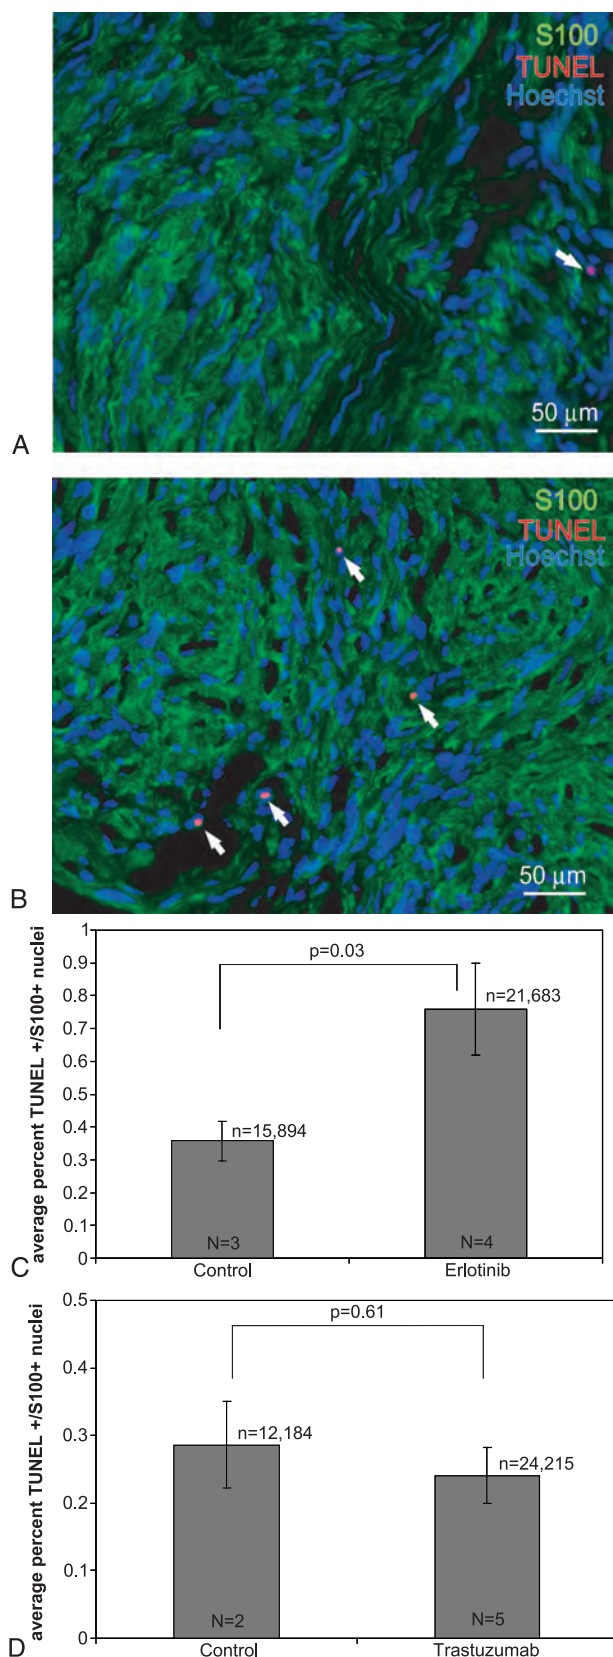 S100
TUNEL
Hoechst
50 µm
A
S100
TUNEL
Hoechst
50 µm
B
average percent TUNEL +/S100+ nuclei
1
0.9
0.8
0.7
0.6
0.5
0.4
0.3
0.2
0.1
0
p=0.03
n=15,894
n=21,683
N=3
N=4
Control
Erlotinib
C
average percent TUNEL +/S100+ nuclei
0.5
0.4
0.3
0.2
0.1
0
p=0.61
n=12,184
n=24,215
N=2
N=5
Control
Trastuzumab
D